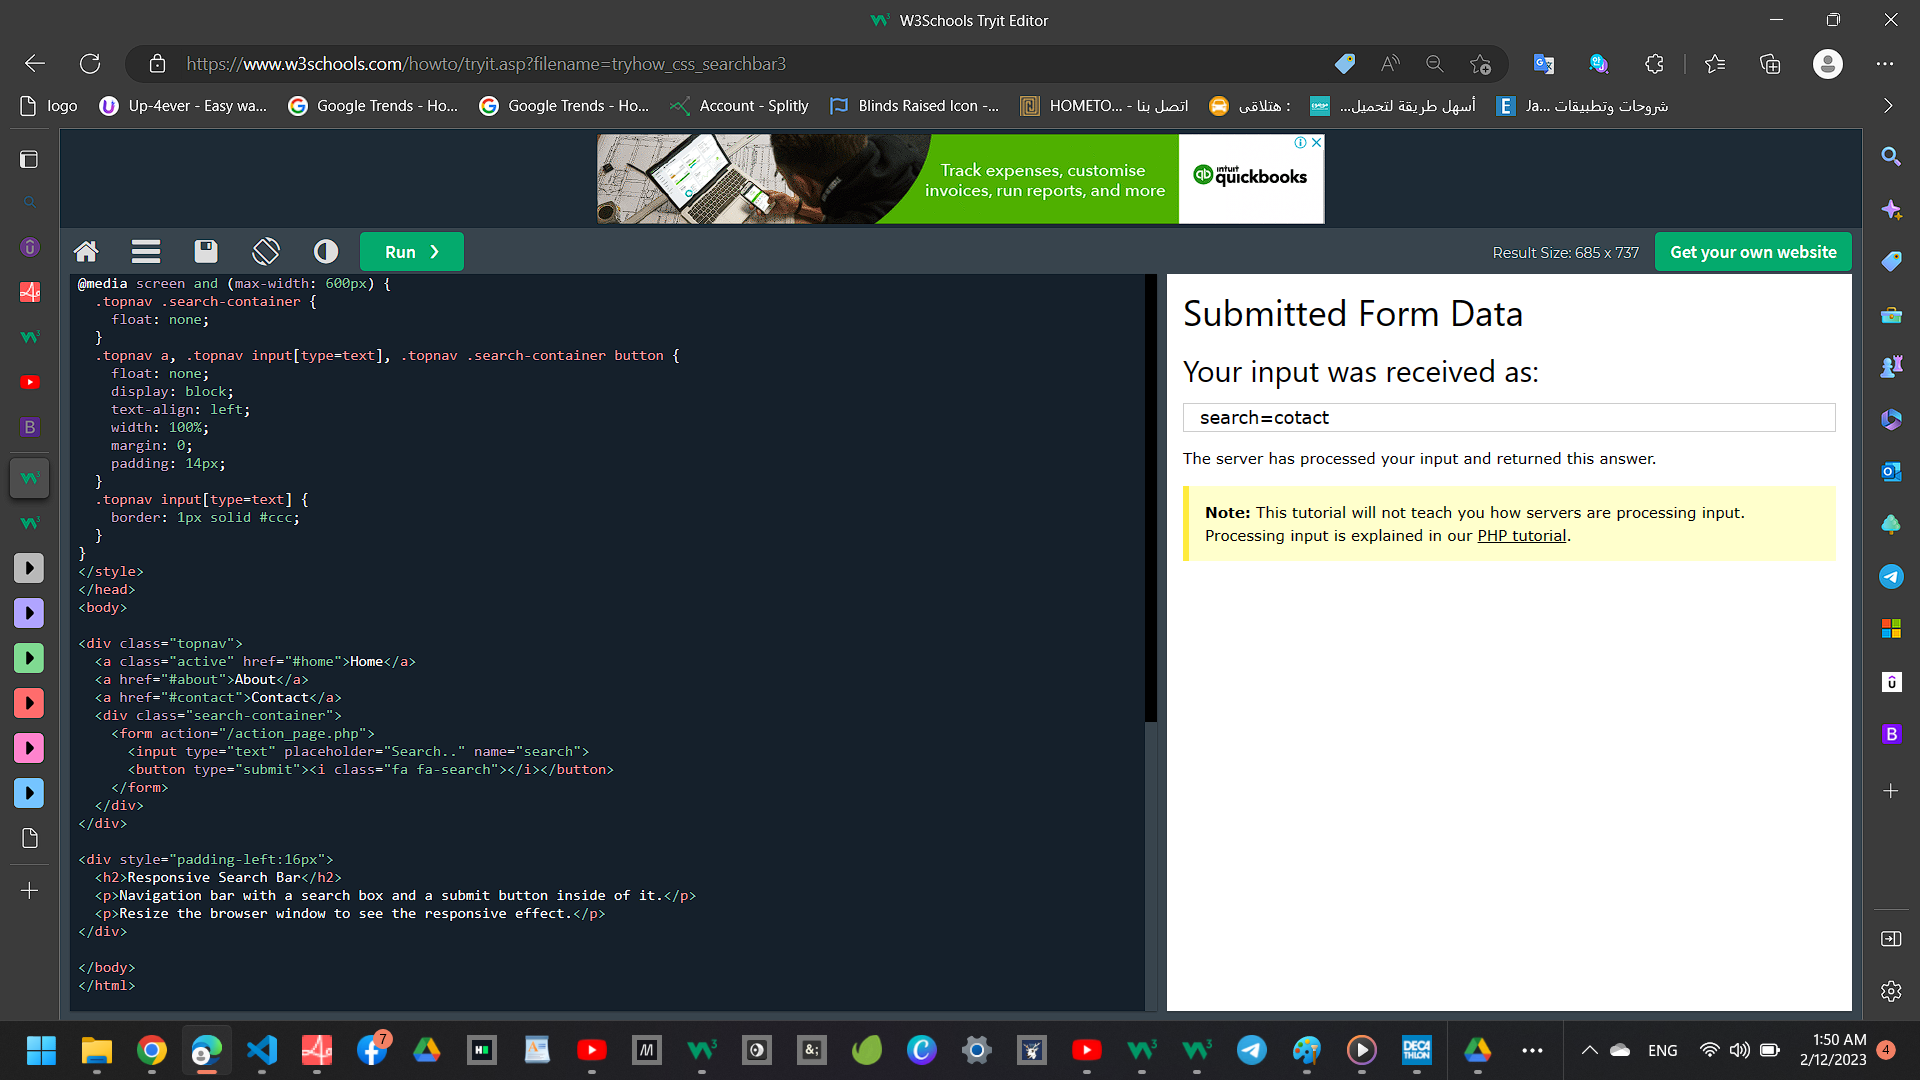 W3Schools Tryit Editor
https://www.w3schools.com/howto/tryit.asp?filename=tryhow_css_searchbar3
logo
Up-4ever - Easy wa...
Google Trends - Ho...
Google Trends - Ho...
Account - Splitly
Blinds Raised Icon -...
HOMETO... - اتصل بنا
هتلاقى :
أسهل طريقة لتحميل...
شروحات وتطبيقات ...Ja
Track expenses, customise
invoices, run reports, and more
intuit
quickbooks
Run ❯
Result Size: 685 x 737
Get your own website
@media screen and (max-width: 600px) {
.topnav .search-container {
float: none;
}
.topnav a, .topnav input[type=text], .topnav .search-container button {
float: none;
display: block;
text-align: left;
width: 100%;
margin: 0;
padding: 14px;
}
.topnav input[type=text] {
border: 1px solid #ccc;
}
}
</style>
</head>
<body>
<div class="topnav">
<a class="active" href="#home">Home</a>
<a href="#about">About</a>
<a href="#contact">Contact</a>
<div class="search-container">
<form action="/action_page.php">
<input type="text" placeholder="Search.." name="search">
<button type="submit"><i class="fa fa-search"></i></button>
</form>
</div>
</div>
<div style="padding-left:16px">
<h2>Responsive Search Bar</h2>
<p>Navigation bar with a search box and a submit button inside of it.</p>
<p>Resize the browser window to see the responsive effect.</p>
</div>
</body>
</html>
Submitted Form Data
Your input was received as:
search=cotact
The server has processed your input and returned this answer.
Note: This tutorial will not teach you how servers are processing input.
Processing input is explained in our PHP tutorial.
7
DECA
THLON
ENG
1:50 AM
2/12/2023
4